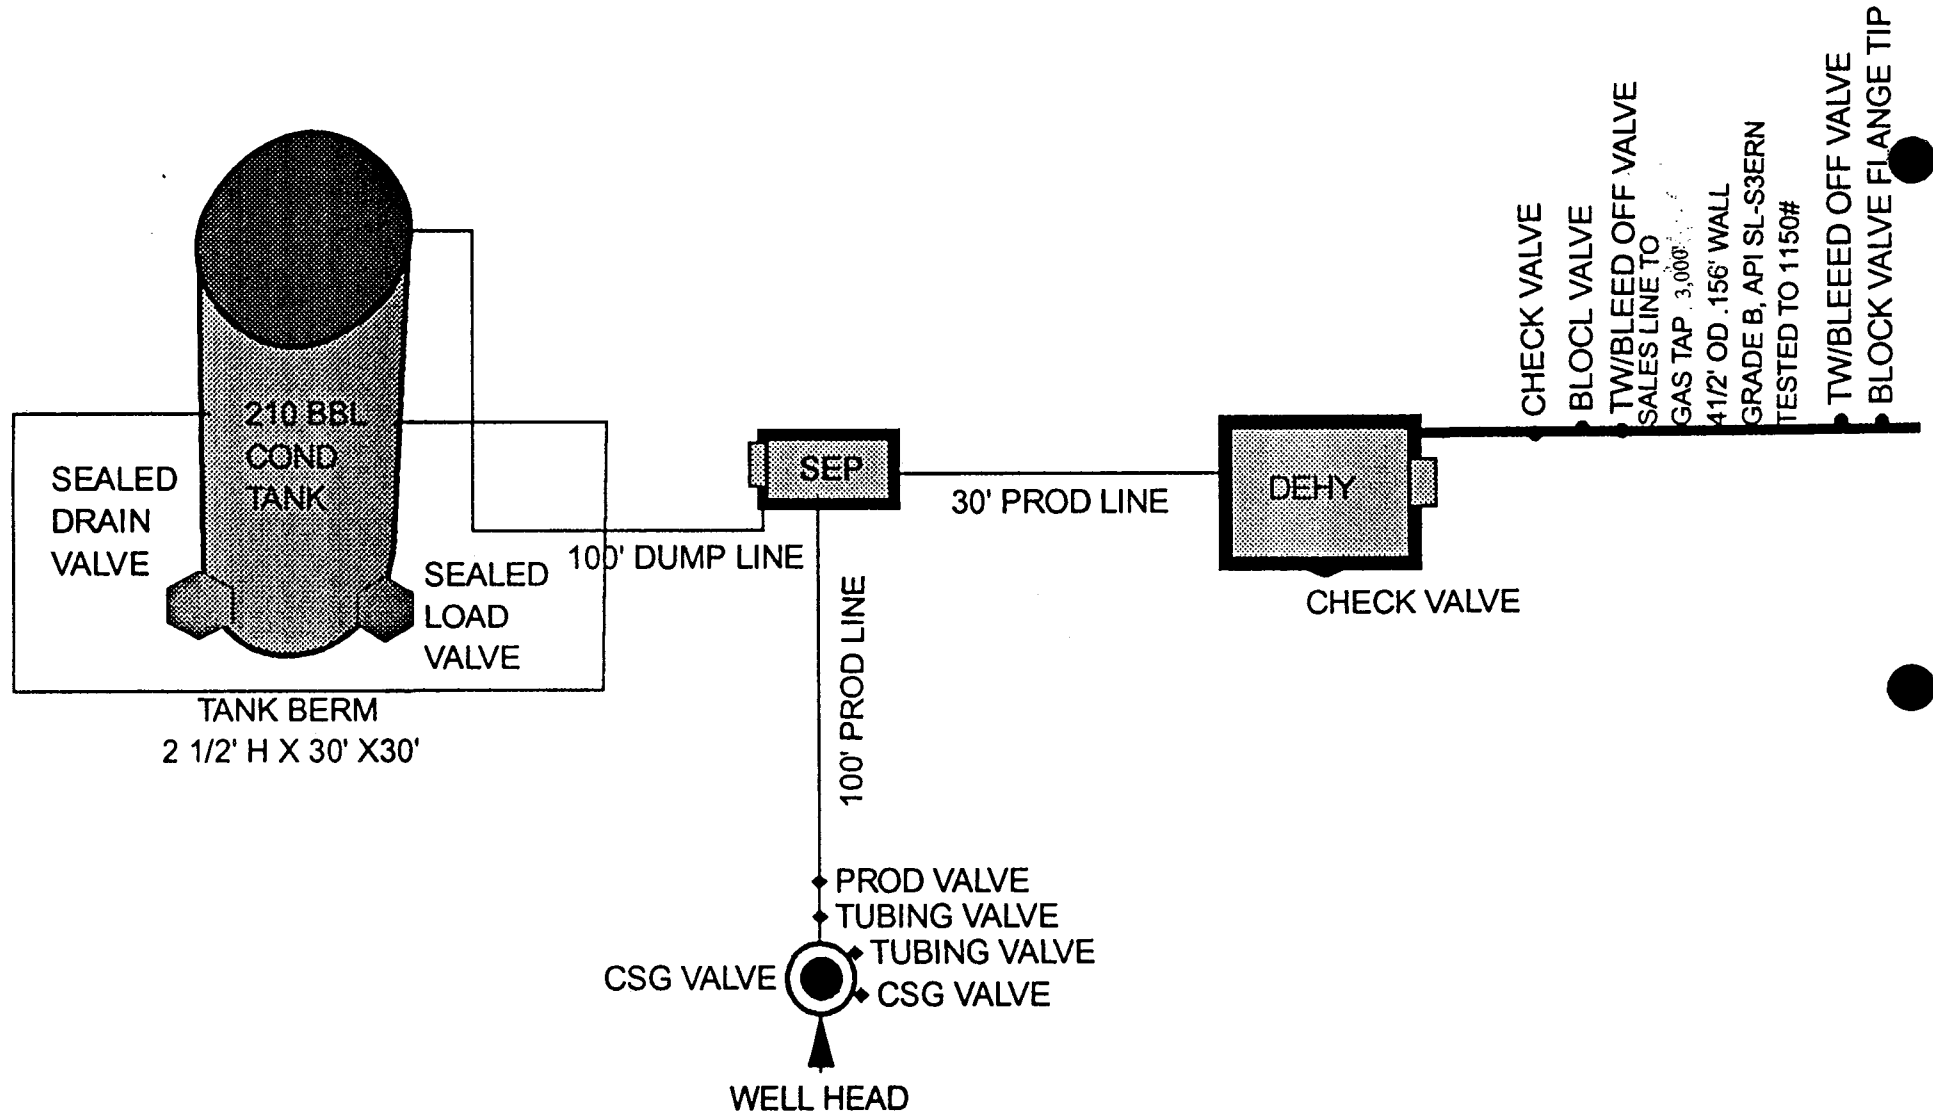 210 BBL
COND
TANK
SEALED
DRAIN
VALVE
SEALED
LOAD
VALVE
TANK BERM
2 1/2' H X 30' X30'
100' DUMP LINE
SEP
30' PROD LINE
DEHY
CHECK VALVE
100' PROD LINE
PROD VALVE
TUBING VALVE
TUBING VALVE
CSG VALVE
CSG VALVE
WELL HEAD
CHECK VALVE
BLOCL VALVE
TW/BLEED OFF VALVE
SALES LINE TO
GAS TAP 3,000'
41/2' OD .156' WALL
GRADE B, API SL-S3ERN
TESTED TO 1150#
TW/BLEED OFF VALVE
BLOCK VALVE FLANGE TIP